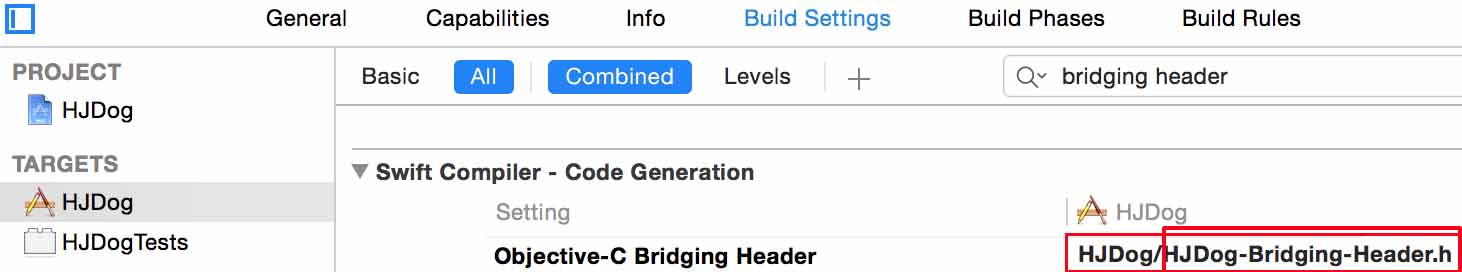 General Capabilities Info Build Settings Build Phases Build Rules
PROJECT
HJDog
TARGETS
HJDog
HJDogTests
Basic All Combined Levels + bridging header
Swift Compiler - Code Generation
Setting HJDog
Objective-C Bridging Header HJDog/HJDog-Bridging-Header.h